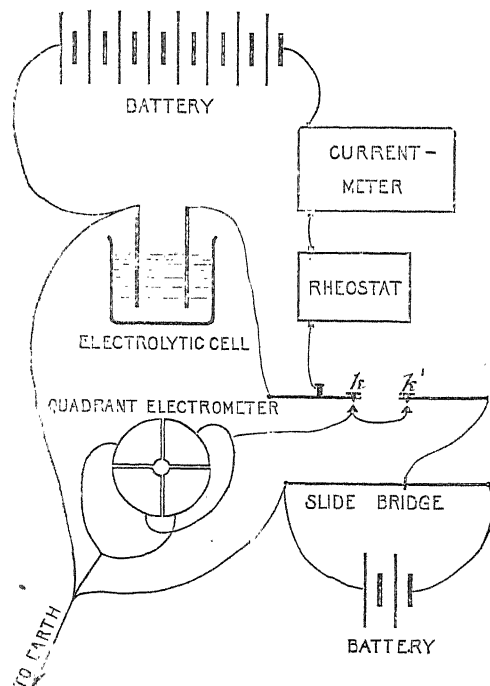 BATTERY
CURRENT-
METER
RHEOSTAT
ELECTROLYTIC CELL
k k'
QUADRANT ELECTROMETER
SLIDE BRIDGE
BATTERY
TO EARTH